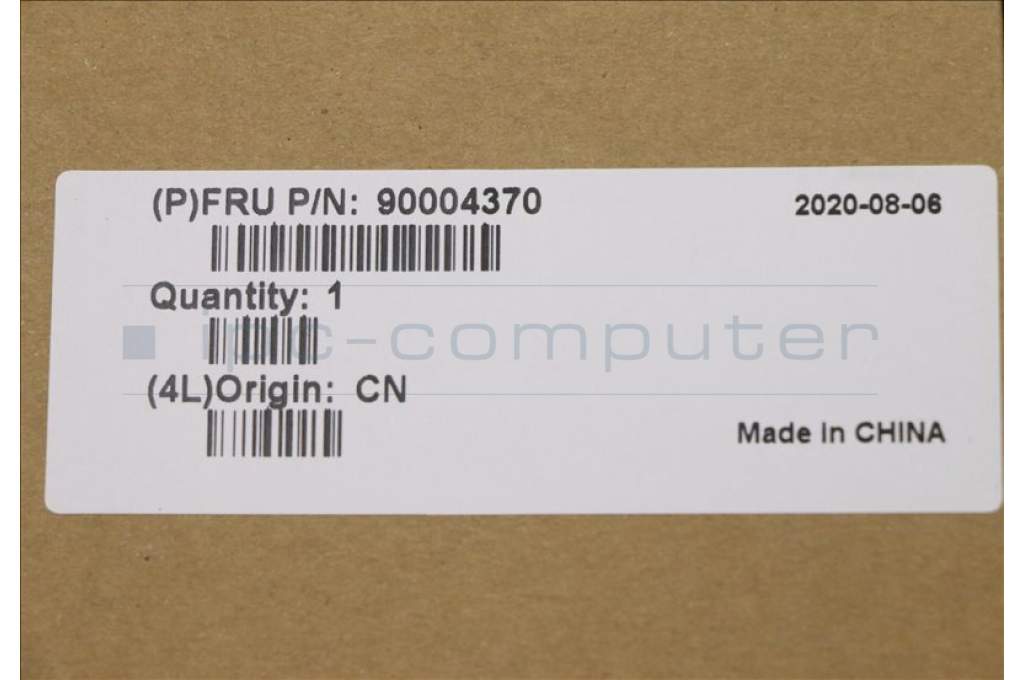 (P)FRU P/N: 90004370
2020-08-06
Quantity: 1
ipc-computer
(4L)Origin: CN
Made in CHINA